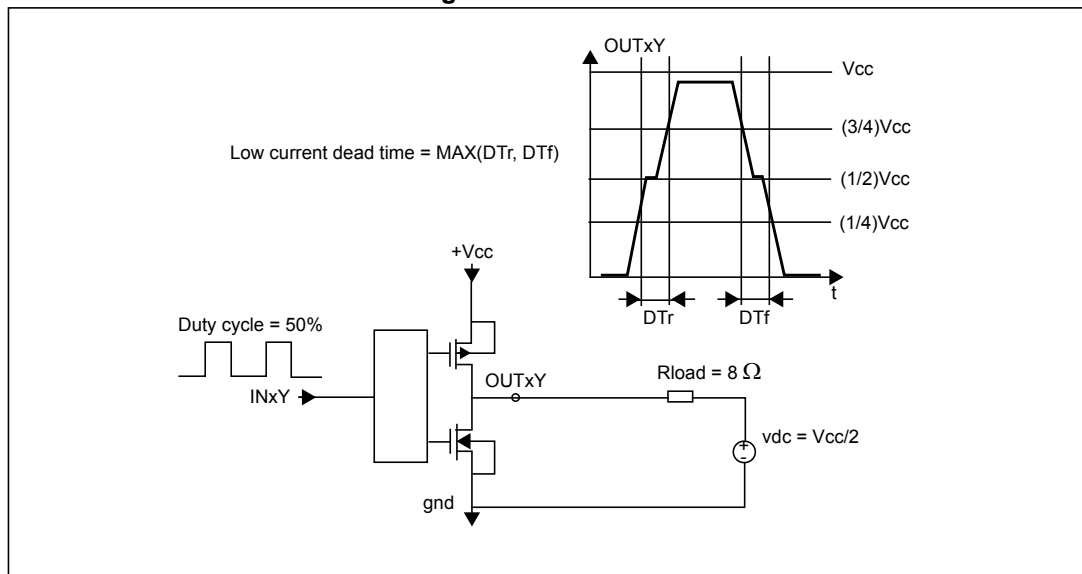 OUTxY
Vcc
(3/4)Vcc
Low current dead time = MAX(DTr, DTf)
(1/2)Vcc
(1/4)Vcc
+Vcc
t
DTr
DTf
Duty cycle = 50%
OUTxY
Rload = 8 Ω
INxY
vdc = Vcc/2
+
-
gnd